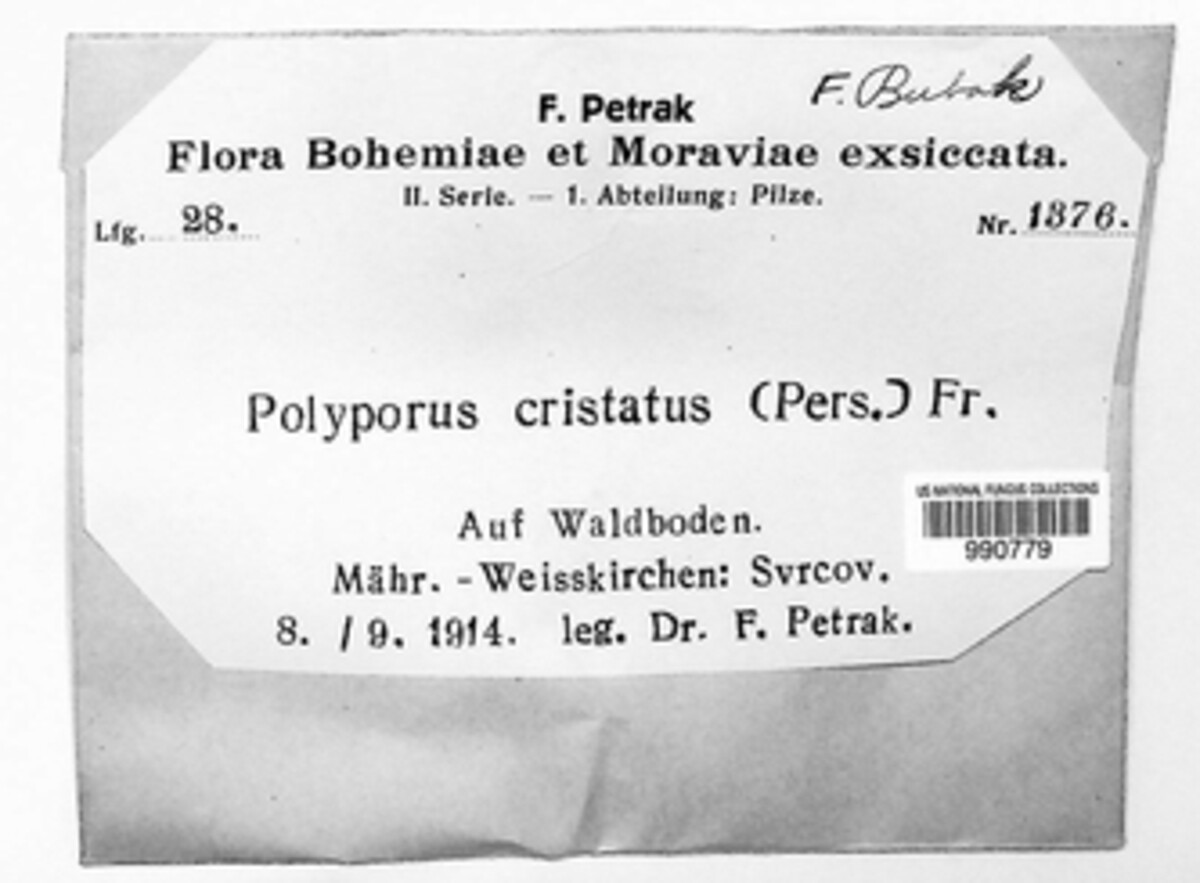 F. Bubak
F. Petrak
Flora Bohemiae et Moraviae exsiccata.
II. Serie. — 1. Abteilung: Pilze.
Lfg. 28.
Nr. 1376.
Polyporus cristatus (Pers.) Fr.
US NATIONAL FUNGUS COLLECTIONS
990779
Auf Waldboden.
Mähr. - Weisskirchen: Svrcov.
8. / 9. 1914. leg. Dr. F. Petrak.